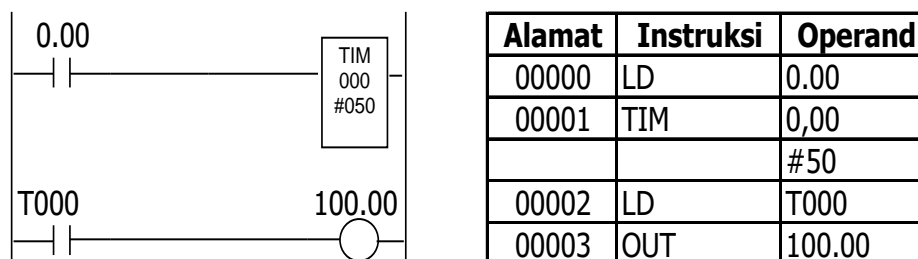 0.00
TIM
000
#050
T000 100.00
Alamat Instruksi Operand
00000 LD 0.00
00001 TIM 0,00
#50
00002 LD T000
00003 OUT 100.00